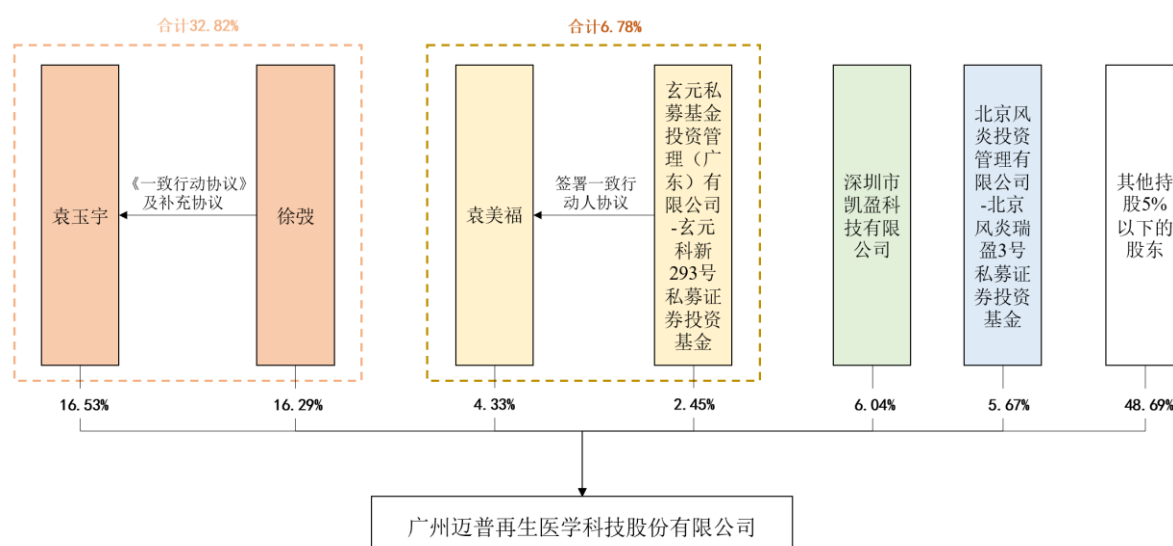 合计32.82%
合计6.78%
袁玉宇
《一致行动协议》
及补充协议
徐弢
袁美福
签署一致行
动人协议
玄元私
募基金
投资管
理（广
东）有
限公司
-玄元
科新
293号
私募证
券投资
基金
深圳市
凯盈科
技有限
公司
北京风
炎投资
管理有
限公司
-北京
风炎瑞
盈3号
私募证
券投资
基金
其他持
股5%
以下的
股东
16.53%
16.29%
4.33%
2.45%
6.04%
5.67%
48.69%
广州迈普再生医学科技股份有限公司